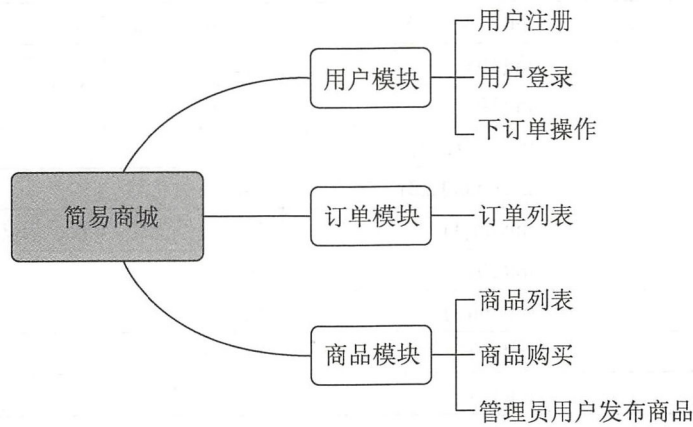 简易商城
用户模块
用户注册
用户登录
下订单操作
订单模块
订单列表
商品模块
商品列表
商品购买
管理员用户发布商品